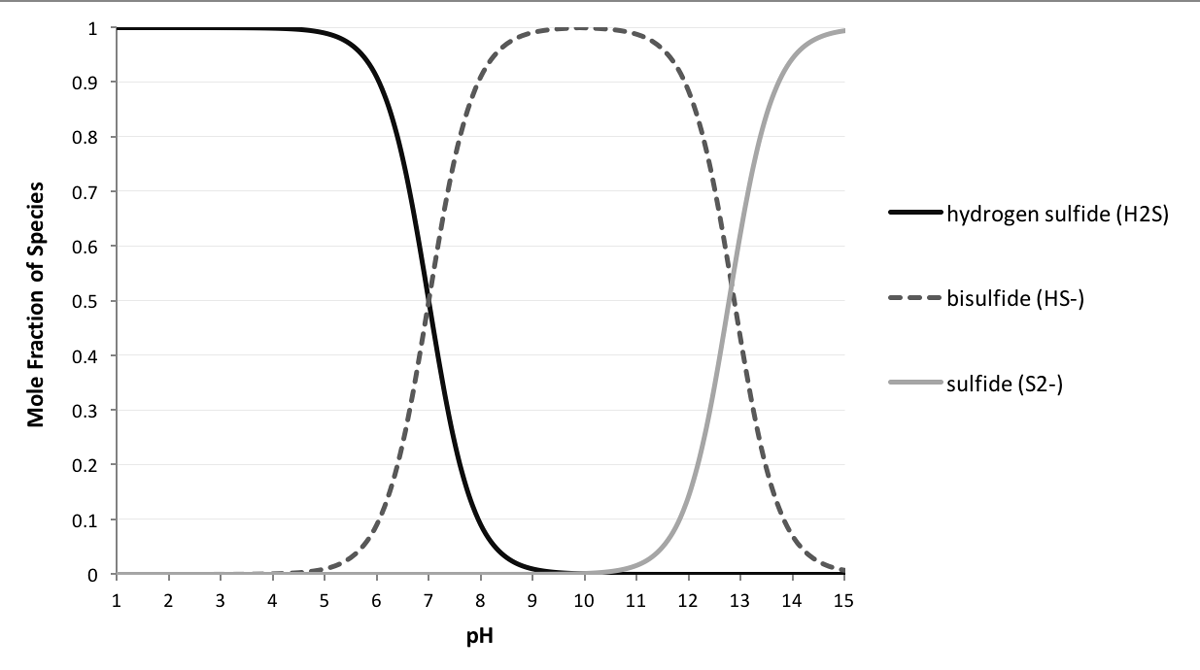 1
0.9
0.8
0.7
0.6
0.5
0.4
0.3
0.2
0.1
0
Mole Fraction of Species
1 2 3 4 5 6 7 8 9 10 11 12 13 14 15
pH
hydrogen sulfide (H2S)
bisulfide (HS-)
sulfide (S2-)